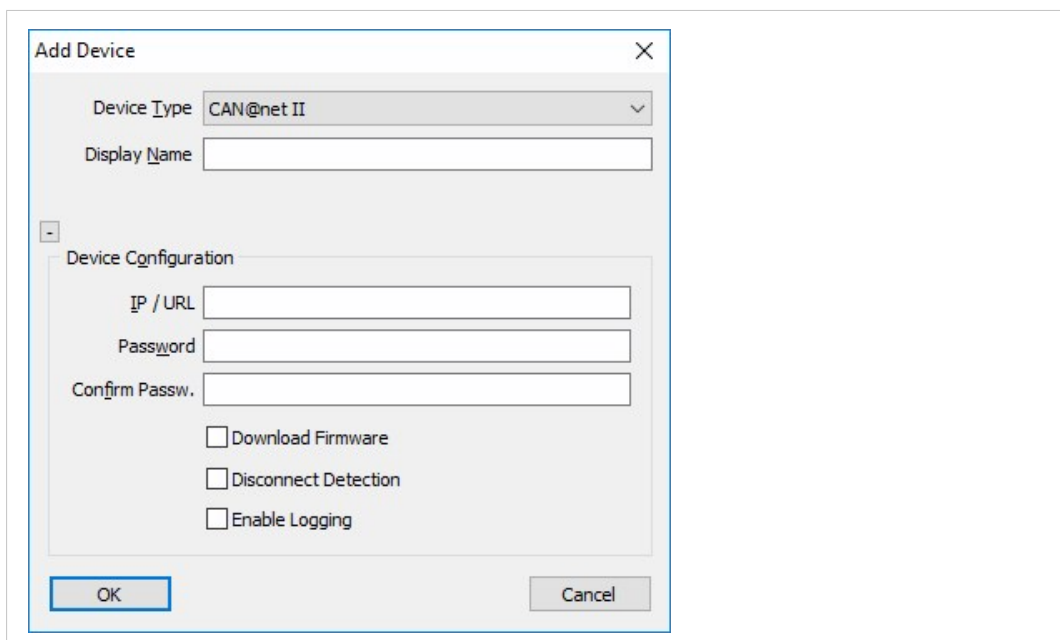 Add Device
Device Type CAN@net II
Display Name
-
Device Configuration
IP / URL
Password
Confirm Passw.
Download Firmware
Disconnect Detection
Enable Logging
OK Cancel